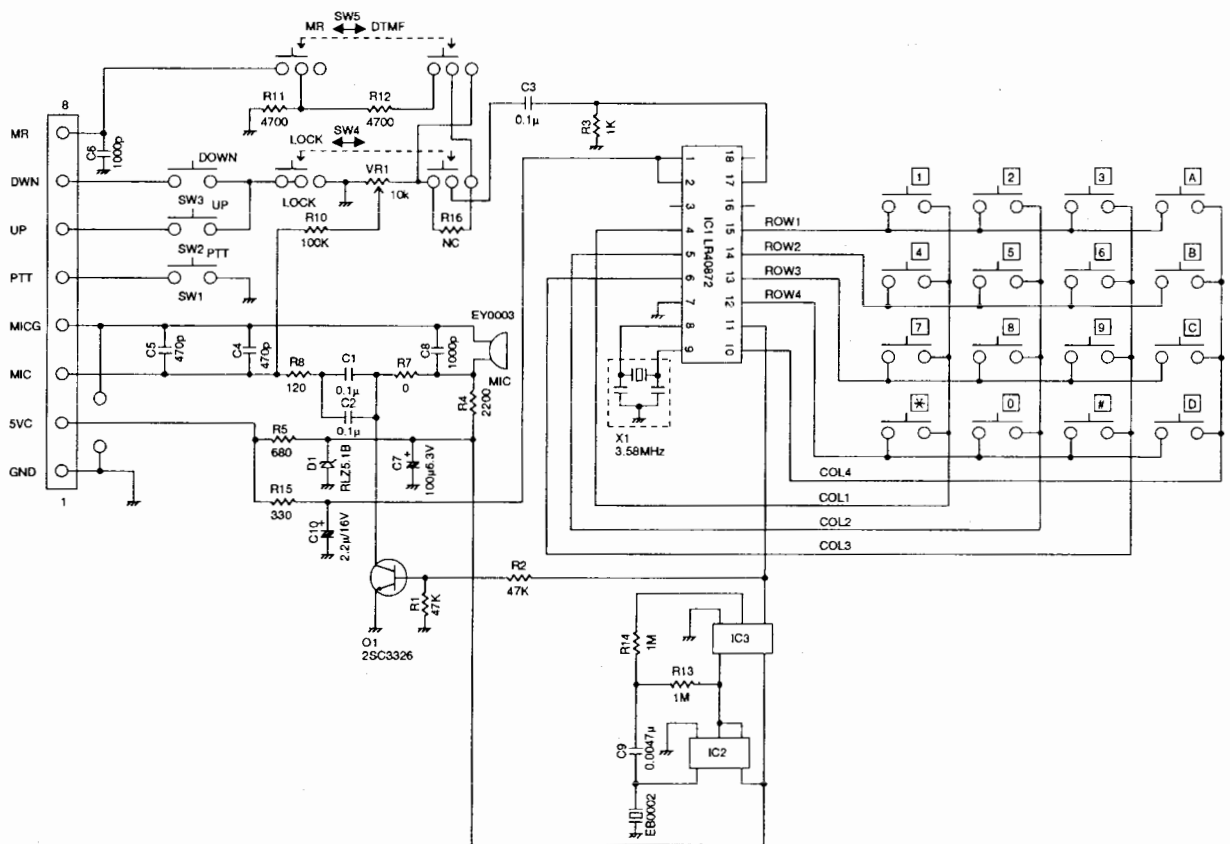 MR SW5 DTMF
8
MR
C6
1000p
R11
4700
R12
4700
C3
0.1µ
R3
1K
DOWN
LOCK SW4
DWN
SW3
UP
LOCK
VR1
10k
UP
SW2
PTT
R10
100K
R16
NC
PTT
SW1
MICG
C5
470p
C4
470p
C8
1000p
EY0003
MIC
MIC
R8
120
C1
0.1µ
R7
0
C2
0.1µ
R4
2200
5VC
R5
680
D1
RLZ5.1B
C7
+
100µ6.3V
GND
1
R15
330
C10
+
2.2µ/16V
R2
47K
R1
47K
Q1
2SC3326
1 18
2 17
3 16
4 15
5 14
6 13
7 12
8 11
9 10
IC1 LR40872
X1
3.58MHz
ROW1
ROW2
ROW3
ROW4
1 2 3 A
4 5 6 B
7 8 9 C
* 0 # D
COL4
COL1
COL2
COL3
R14
1M
IC3
R13
1M
C9
0.0047µ
IC2
EB0002